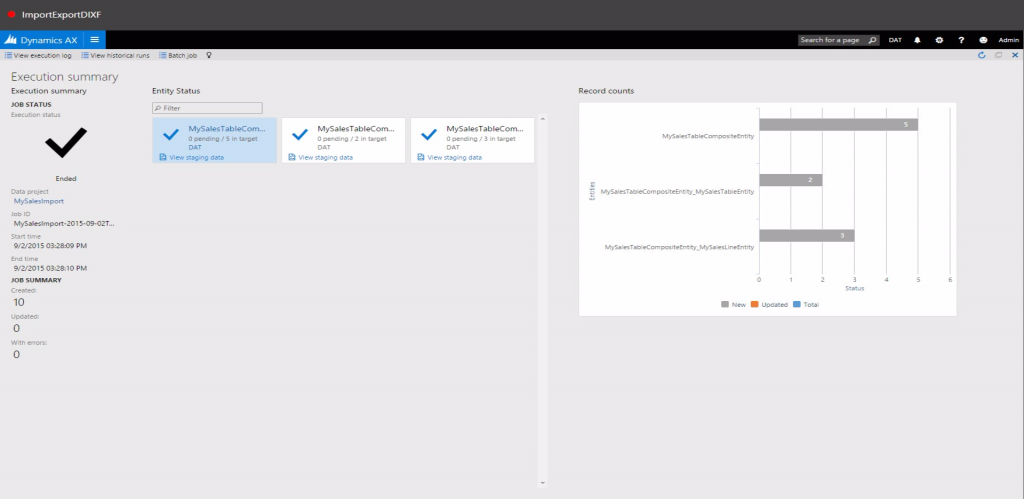 ImportExportDIXF
Dynamics AX
Search for a page
DAT
?
Admin
View execution log
View historical runs
Batch job
Execution summary
Execution summary
JOB STATUS
Execution status
Ended
Data project
MySalesImport
Job ID
MySalesImport-2015-09-02T...
Start time
9/2/2015 03:28:09 PM
End time
9/2/2015 03:28:10 PM
JOB SUMMARY
Created:
10
Updated:
0
With errors:
0
Entity Status
Filter
MySalesTableCom...
0 pending / 5 in target
DAT
View staging data
MySalesTableCom...
0 pending / 2 in target
DAT
View staging data
MySalesTableCom...
0 pending / 3 in target
DAT
View staging data
Record counts
Entities
MySalesTableCompositeEntity
5
MySalesTableCompositeEntity_MySalesTableEntity
2
MySalesTableCompositeEntity_MySalesLineEntity
3
0 1 2 3 4 5 6
Status
New Updated Total